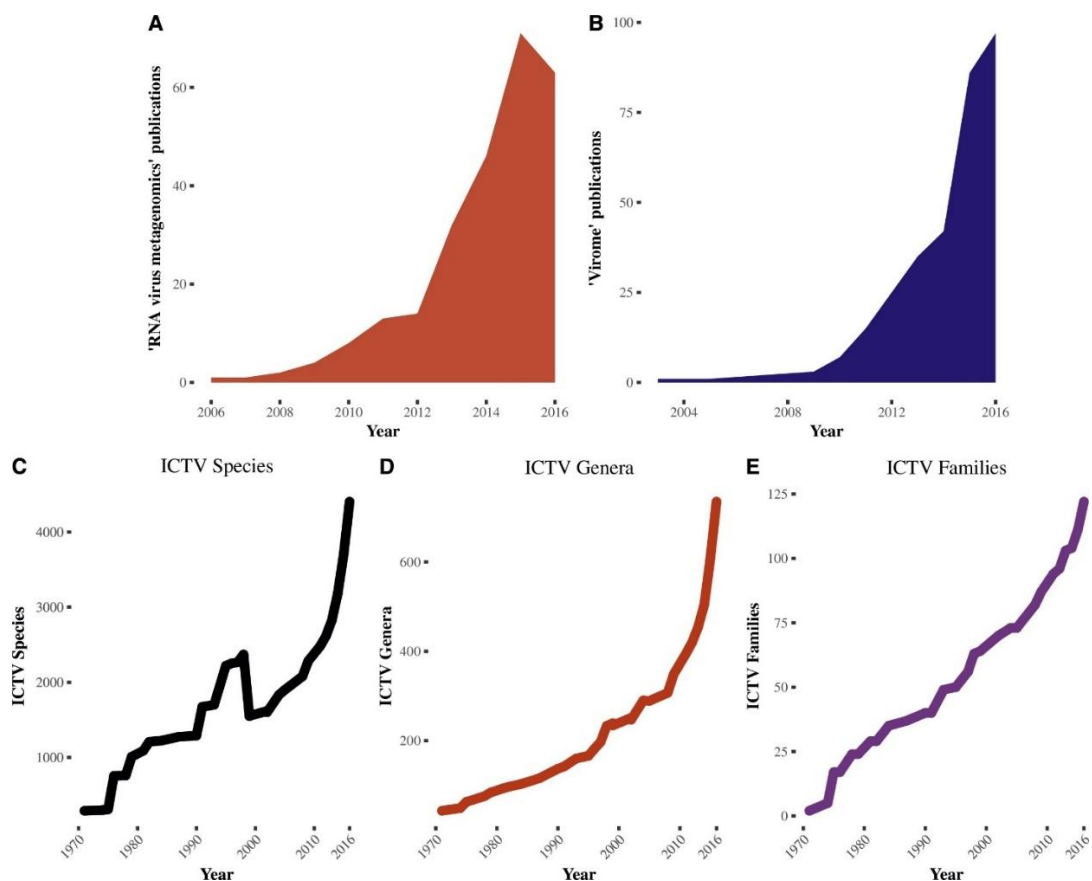 A
'RNA virus metagenomics' publications
60
40
20
0
2006
2008
2010
2012
2014
2016
Year
B
'Virome' publications
100
75
50
25
0
2004
2008
2012
2016
Year
C
ICTV Species
ICTV Species
4000
3000
2000
1000
1970
1980
1990
2000
2010
2016
Year
D
ICTV Genera
ICTV Genera
600
400
200
1970
1980
1990
2000
2010
2016
Year
E
ICTV Families
ICTV Families
125
100
75
50
25
0
1970
1980
1990
2000
2010
2016
Year